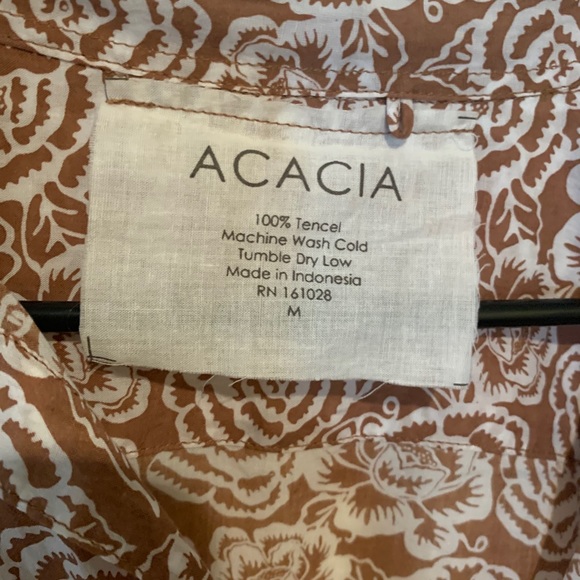 ACACIA
100% Tencel
Machine Wash Cold
Tumble Dry Low
Made in Indonesia
RN 161028
M